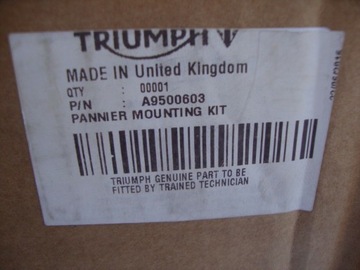 TRIUMPH
MADE IN United Kingdom
QTY : 00001
P/N : A9500603
PANNIER MOUNTING KIT
TRIUMPH GENUINE PART TO BE
FITTED BY TRAINED TECHNICIAN